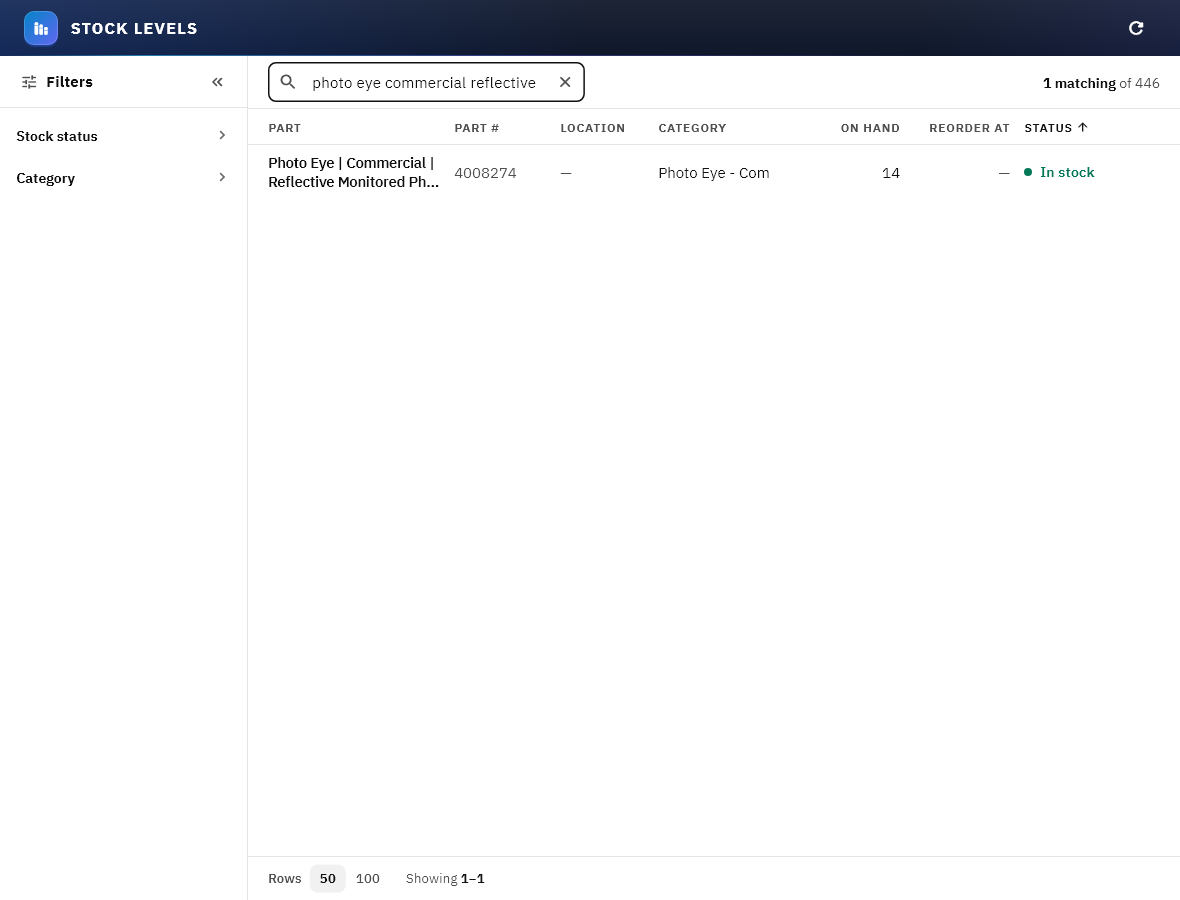 STOCK LEVELS
Filters
Stock status
Category
photo eye commercial reflective
1 matching of 446
PART PART # LOCATION CATEGORY ON HAND REORDER AT STATUS
Photo Eye | Commercial |
Reflective Monitored Ph...
4008274 — Photo Eye - Com 14 — In stock
Rows 50 100 Showing 1–1